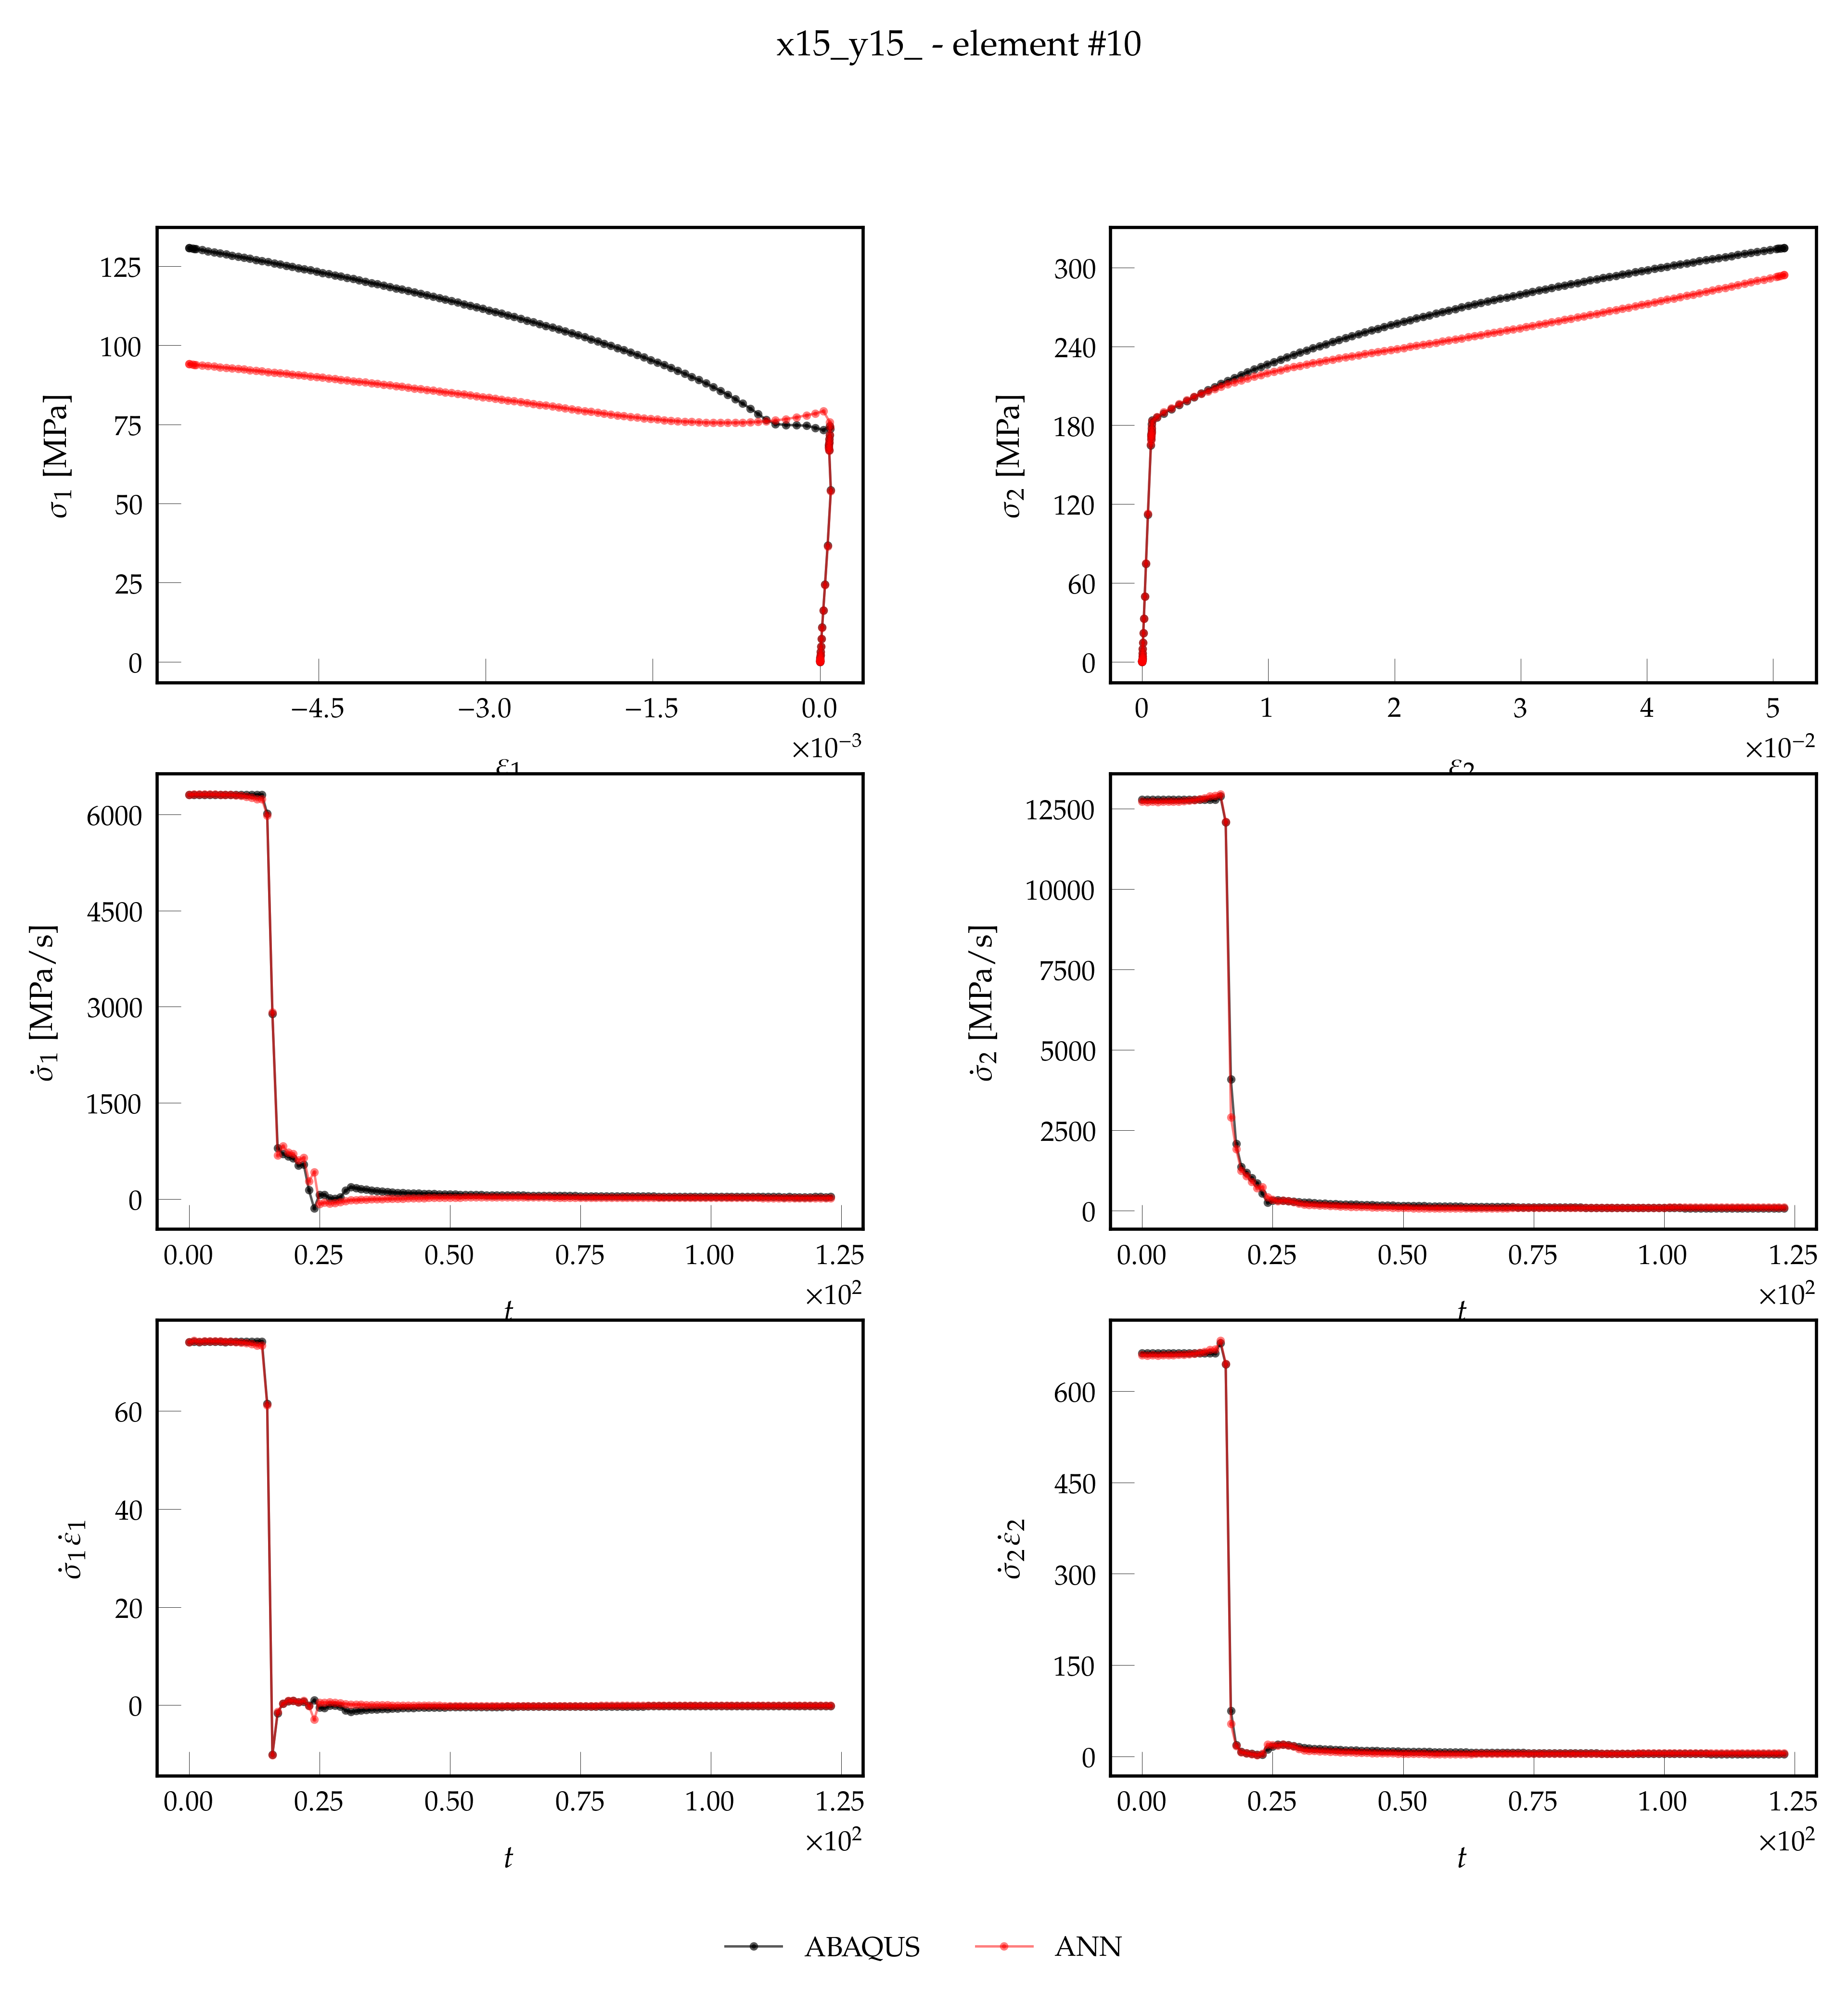 x15_y15_ - element #10
σ₁ [MPa]
125
100
75
50
25
0
−4.5 −3.0 −1.5 0.0
×10⁻³
ε₁
σ₂ [MPa]
300
240
180
120
60
0
0 1 2 3 4 5
×10⁻²
ε₂
σ̇₁ [MPa/s]
6000
4500
3000
1500
0
0.00 0.25 0.50 0.75 1.00 1.25
×10²
t
σ̇₂ [MPa/s]
12500
10000
7500
5000
2500
0
0.00 0.25 0.50 0.75 1.00 1.25
×10²
t
σ̇₁ε̇₁
60
40
20
0
0.00 0.25 0.50 0.75 1.00 1.25
×10²
t
σ̇₂ε̇₂
600
450
300
150
0
0.00 0.25 0.50 0.75 1.00 1.25
×10²
t
ABAQUS ANN